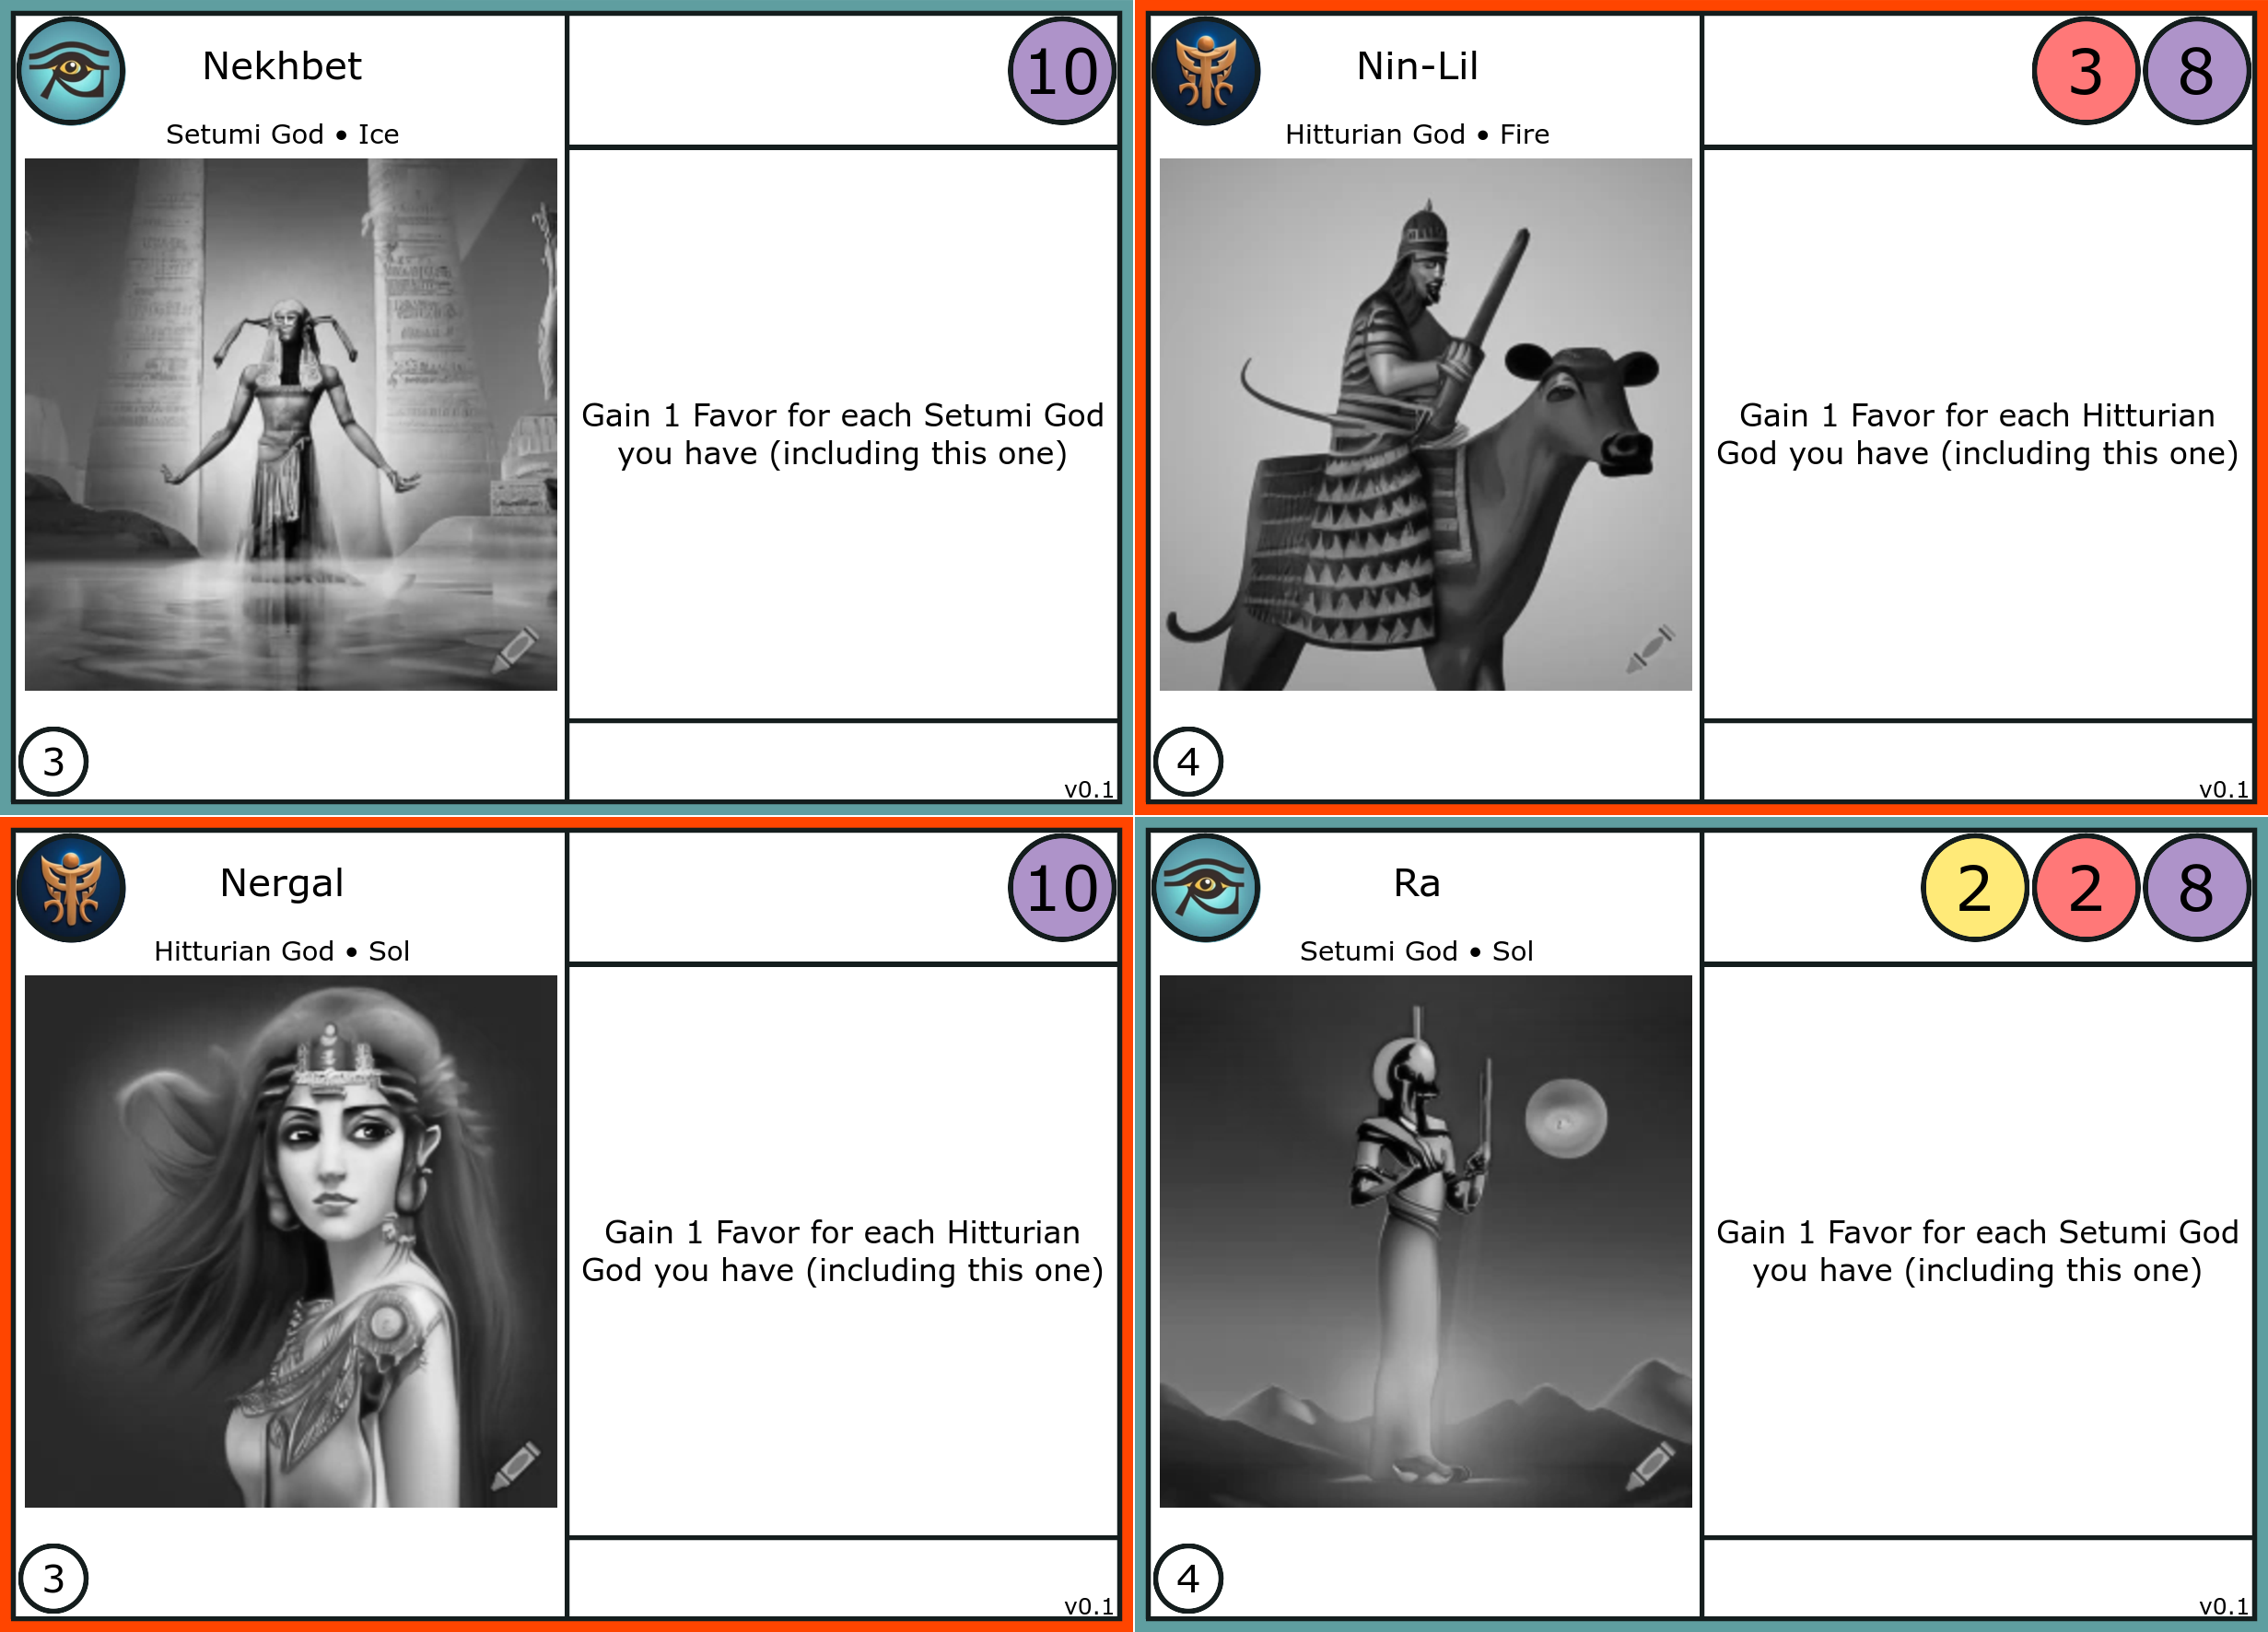 Nekhbet
10
Setumi God • Ice
Gain 1 Favor for each Setumi God
you have (including this one)
3
v0.1
Nin-Lil
3 8
Hitturian God • Fire
Gain 1 Favor for each Hitturian
God you have (including this one)
4
v0.1
Nergal
10
Hitturian God • Sol
Gain 1 Favor for each Hitturian
God you have (including this one)
3
v0.1
Ra
2 2 8
Setumi God • Sol
Gain 1 Favor for each Setumi God
you have (including this one)
4
v0.1